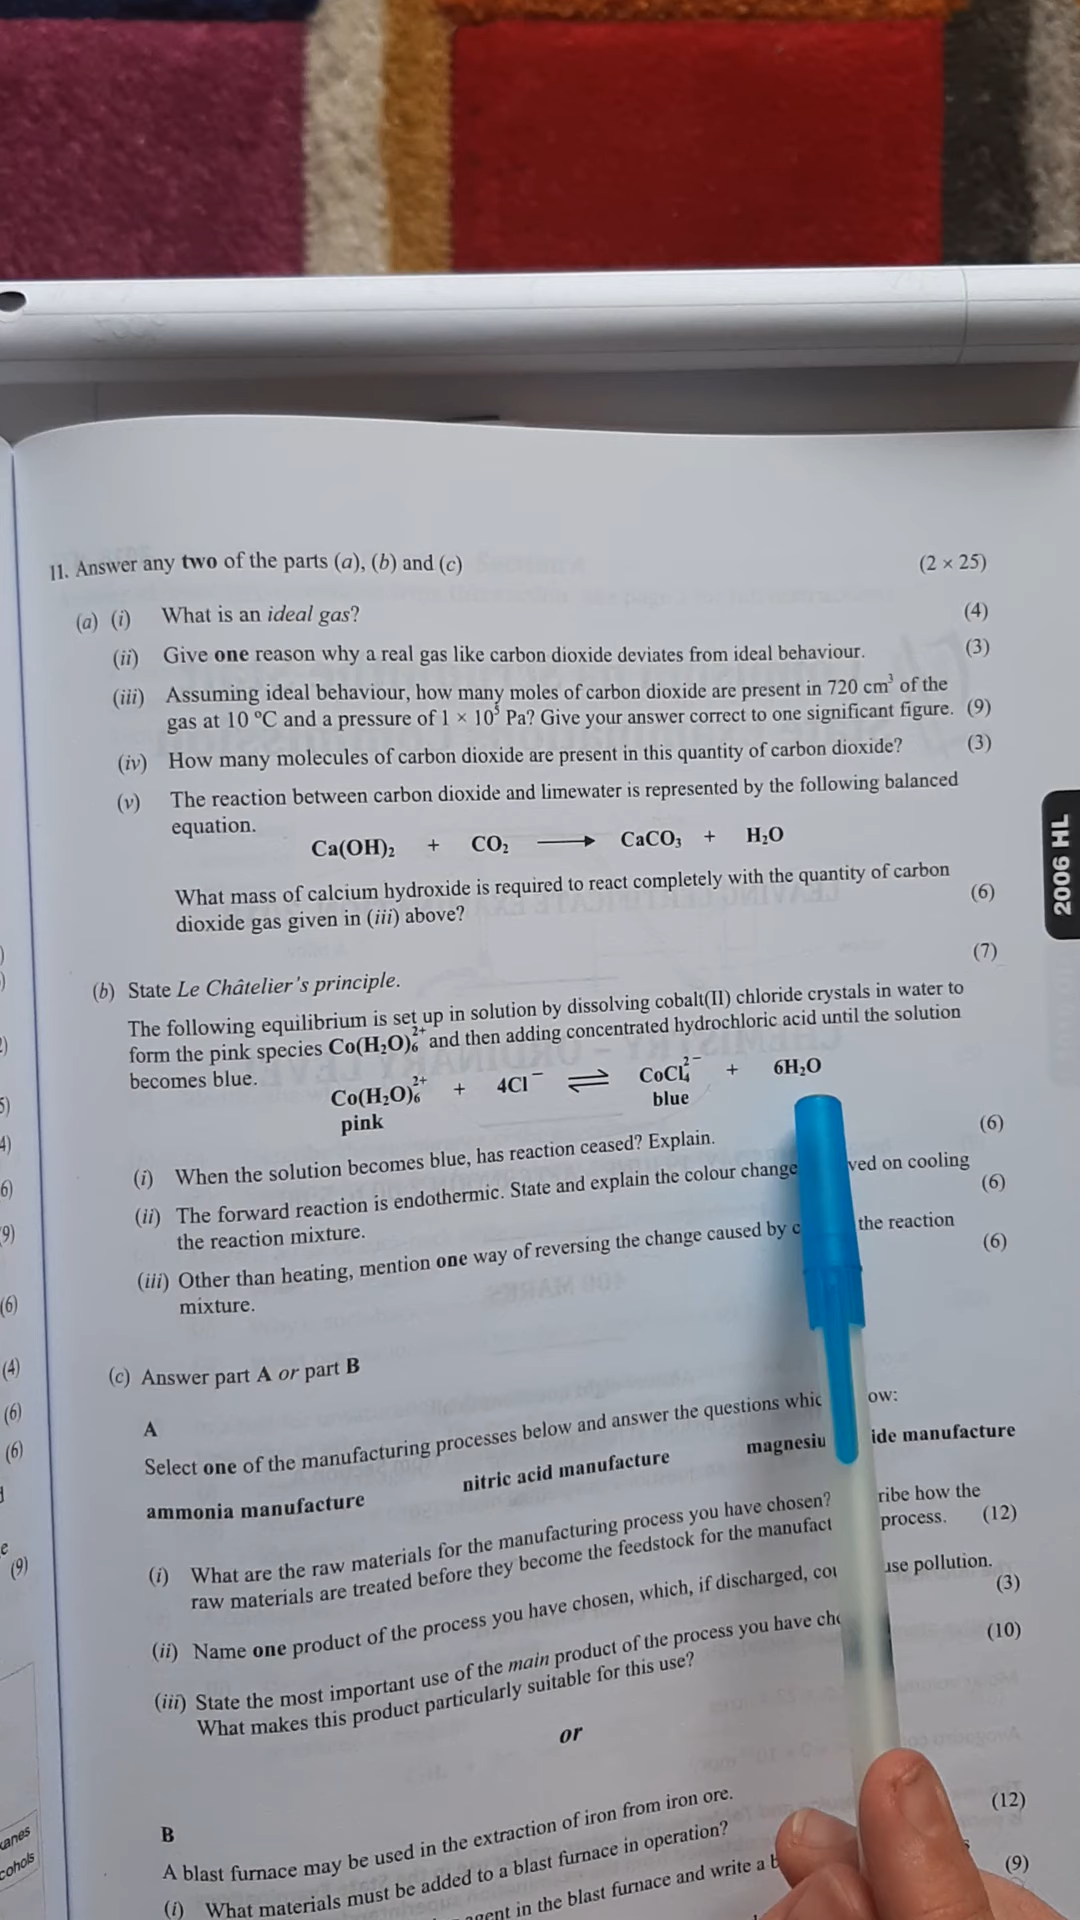 11. Answer any two of the parts (a), (b) and (c) (2 × 25)
(a) (i) What is an ideal gas? (4)
(ii) Give one reason why a real gas like carbon dioxide deviates from ideal behaviour. (3)
(iii) Assuming ideal behaviour, how many moles of carbon dioxide are present in 720 cm³ of the
gas at 10 °C and a pressure of 1 × 10⁵ Pa? Give your answer correct to one significant figure. (9)
(iv) How many molecules of carbon dioxide are present in this quantity of carbon dioxide? (3)
(v) The reaction between carbon dioxide and limewater is represented by the following balanced
equation.
Ca(OH)₂ + CO₂ ⟶ CaCO₃ + H₂O
What mass of calcium hydroxide is required to react completely with the quantity of carbon
dioxide gas given in (iii) above? (6)
(b) State Le Châtelier's principle. (7)
The following equilibrium is set up in solution by dissolving cobalt(II) chloride crystals in water to
form the pink species Co(H₂O)₆²⁺ and then adding concentrated hydrochloric acid until the solution
becomes blue.
Co(H₂O)₆²⁺ + 4Cl⁻ ⇌ CoCl₄²⁻ + 6H₂O
pink blue
(i) When the solution becomes blue, has reaction ceased? Explain. (6)
(ii) The forward reaction is endothermic. State and explain the colour change ved on cooling
the reaction mixture. (6)
(iii) Other than heating, mention one way of reversing the change caused by c the reaction
mixture. (6)
(c) Answer part A or part B
A
Select one of the manufacturing processes below and answer the questions whic ow:
ammonia manufacture nitric acid manufacture magnesiu ide manufacture
(i) What are the raw materials for the manufacturing process you have chosen? ribe how the
raw materials are treated before they become the feedstock for the manufact process. (12)
(ii) Name one product of the process you have chosen, which, if discharged, cou use pollution. (3)
(iii) State the most important use of the main product of the process you have cho (10)
What makes this product particularly suitable for this use?
or
B
A blast furnace may be used in the extraction of iron from iron ore.
(i) What materials must be added to a blast furnace in operation? (12)
gent in the blast furnace and write a b (9)
2006 HL
(6)
(9)
(6)
(4)
(6)
(6)
(9)